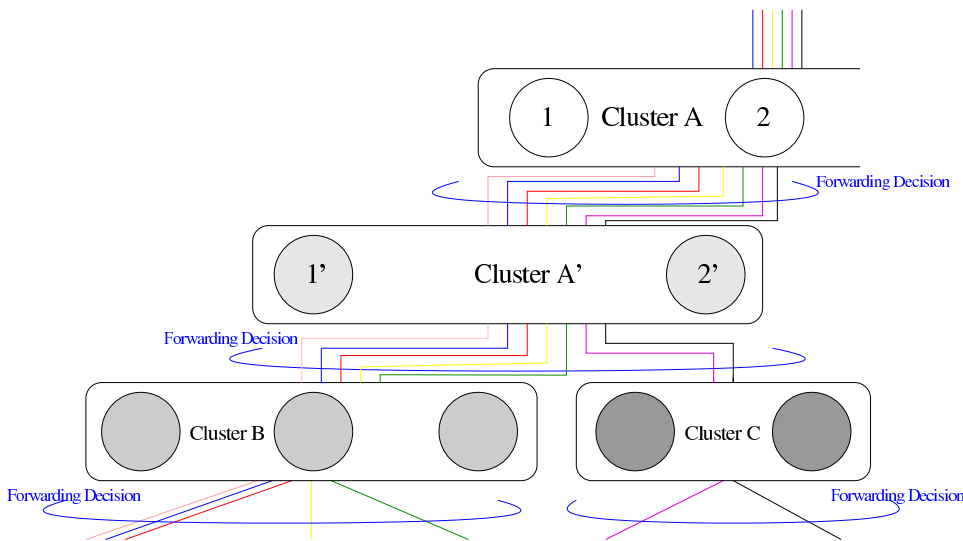 1 Cluster A 2
Forwarding Decision
1’ Cluster A’ 2’
Forwarding Decision
Cluster B Cluster C
Forwarding Decision Forwarding Decision